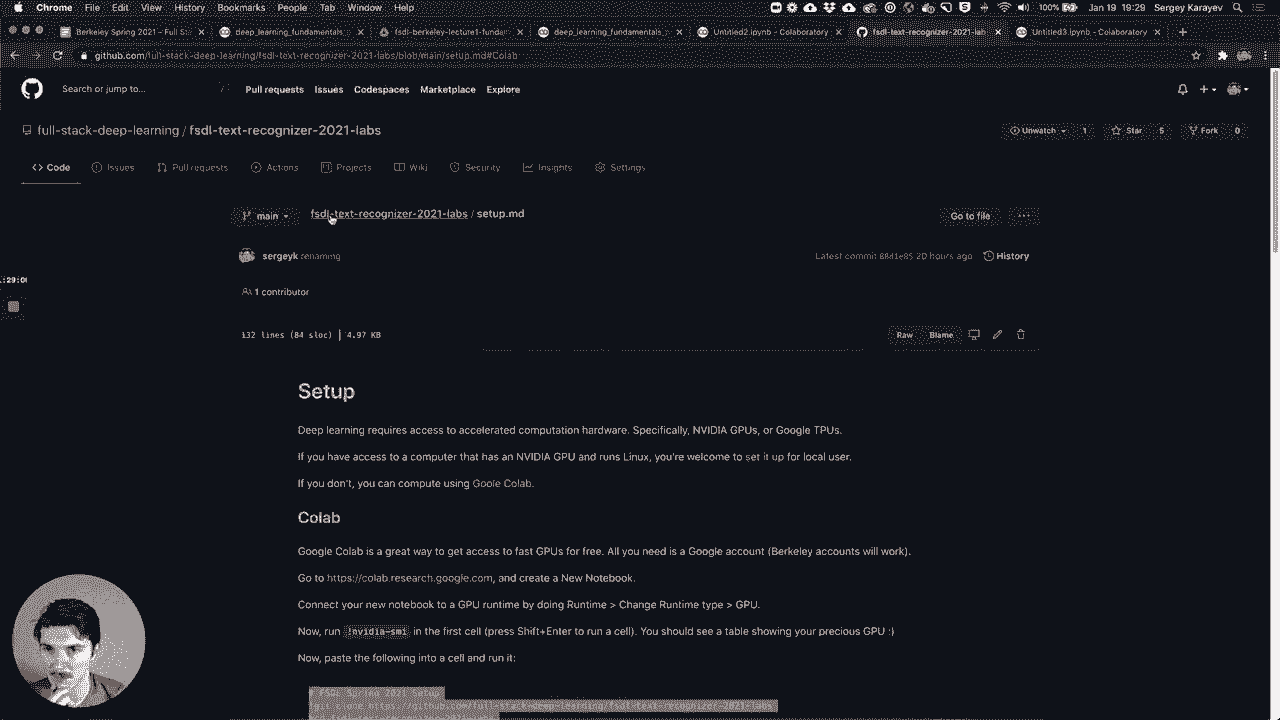 Chrome File Edit View History Bookmarks People Tab Window Help 100% Jan 19 19:29 Sergey Karayev
Berkeley Spring 2021 - Full St deep_learning_fundamentals_ fsdl-berkeley-lecture1-fundar deep_learning_fundamentals_ Untitled2.ipynb - Colaboratory fsdl-text-recognizer-2021-lab Untitled3.ipynb - Colaboratory
github.com/full-stack-deep-learning/fsdl-text-recognizer-2021-labs/blob/main/setup.md#Colab
Search or jump to... / Pull requests Issues Codespaces Marketplace Explore
full-stack-deep-learning / fsdl-text-recognizer-2021-labs Unwatch 1 Star 5 Fork 0
<> Code Issues Pull requests Actions Projects Wiki Security Insights Settings
main fsdl-text-recognizer-2021-labs / setup.md Go to file ...
sergeyk renaming Latest commit 20 hours ago History
1 contributor
132 lines (84 sloc) | 4.97 KB Raw Blame
Setup
Deep learning requires access to accelerated computation hardware. Specifically, NVIDIA GPUs, or Google TPUs.
If you have access to a computer that has an NVIDIA GPU and runs Linux, you're welcome to set it up for local user.
If you don't, you can compute using Goole Colab.
Colab
Google Colab is a great way to get access to fast GPUs for free. All you need is a Google account (Berkeley accounts will work).
Go to https://colab.research.google.com, and create a New Notebook.
Connect your new notebook to a GPU runtime by doing Runtime > Change Runtime type > GPU.
Now, run !nvidia-smi in the first cell (press Shift+Enter to run a cell). You should see a table showing your precious GPU :)
Now, paste the following into a cell and run it:
# FSDL Spring 2021 Setup
!git clone https://github.com/full-stack-deep-learning/fsdl-text-recognizer-2021-labs